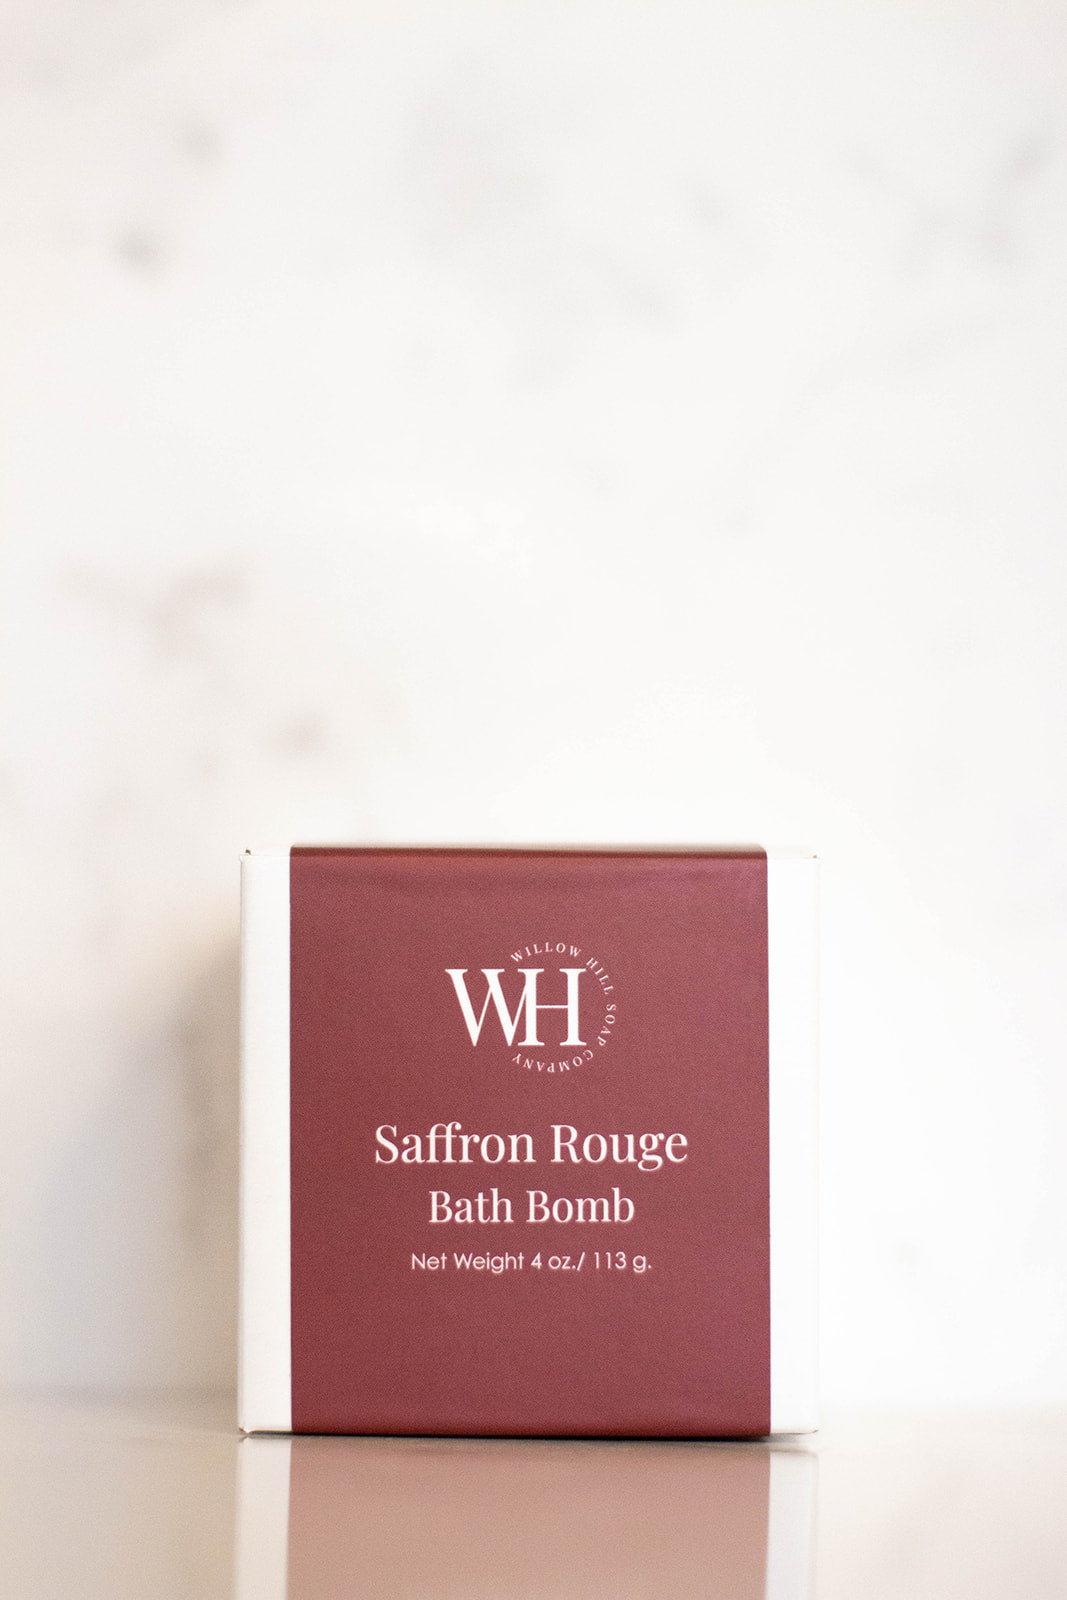 WH
WILLOW HILL SOAP COMPANY
Saffron Rouge
Bath Bomb
Net Weight 4 oz./ 113 g.